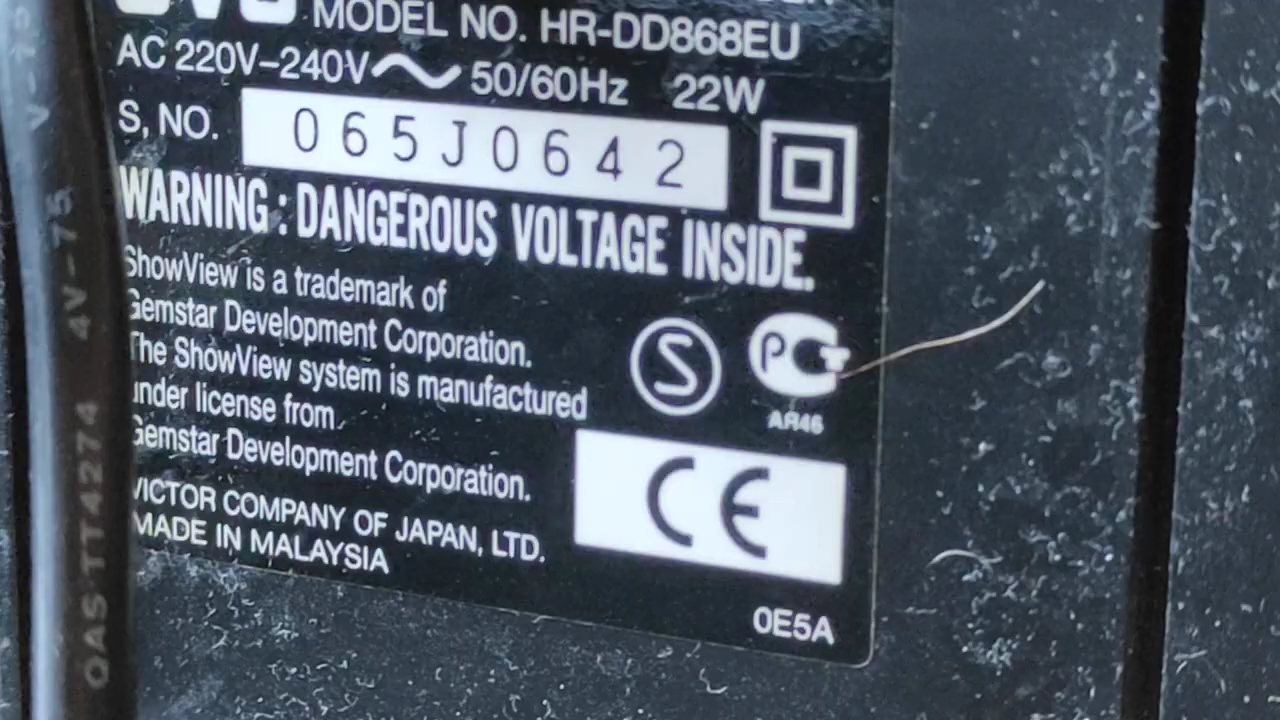 MODEL NO. HR-DD868EU
AC 220V–240V 50/60Hz 22W
S, NO. 065J0642
WARNING : DANGEROUS VOLTAGE INSIDE.
ShowView is a trademark of
Gemstar Development Corporation.
The ShowView system is manufactured
under license from
Gemstar Development Corporation.
VICTOR COMPANY OF JAPAN, LTD.
MADE IN MALAYSIA
S
PCT
AR46
CE
0E5A
QAS TT4274 4V-75